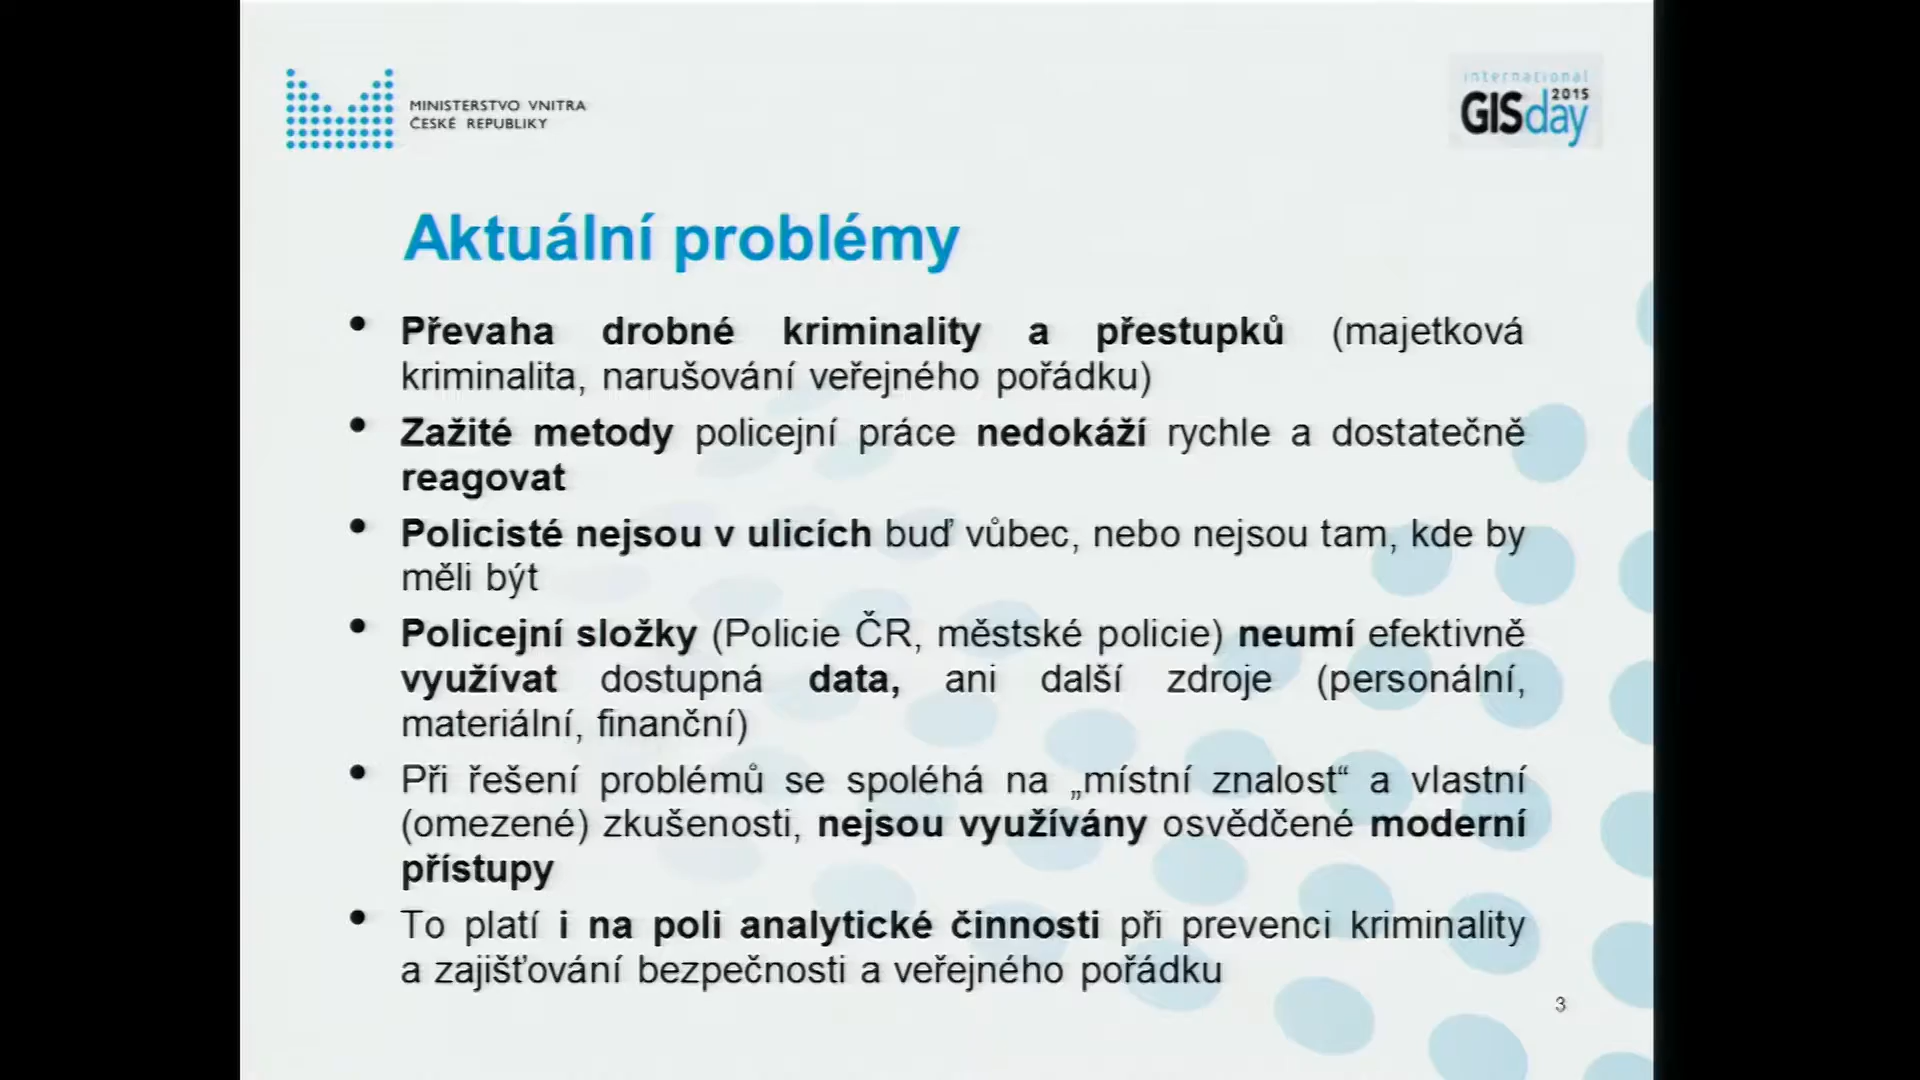 MINISTERSTVO VNITRA
ČESKÉ REPUBLIKY
international
2015
GISday
Aktuální problémy
• Převaha drobné kriminality a přestupků (majetková
kriminalita, narušování veřejného pořádku)
• Zažité metody policejní práce nedokáží rychle a dostatečně
reagovat
• Policisté nejsou v ulicích buď vůbec, nebo nejsou tam, kde by
měli být
• Policejní složky (Policie ČR, městské policie) neumí efektivně
využívat dostupná data, ani další zdroje (personální,
materiální, finanční)
• Při řešení problémů se spoléhá na „místní znalost“ a vlastní
(omezené) zkušenosti, nejsou využívány osvědčené moderní
přístupy
• To platí i na poli analytické činnosti při prevenci kriminality
a zajišťování bezpečnosti a veřejného pořádku
3